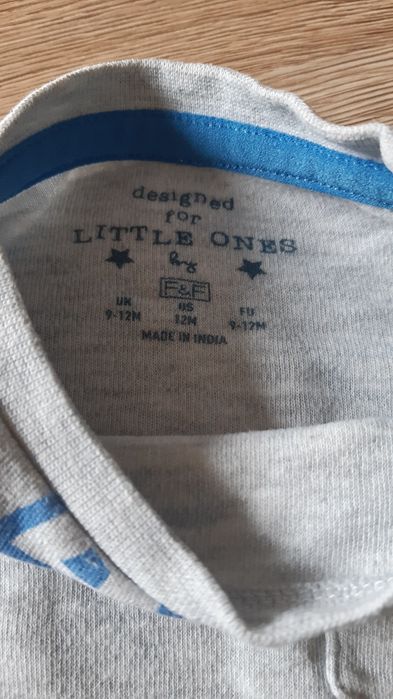 designed
for
LITTLE ONES
by
F&F
UK US EU
9-12M 12M 9-12M
MADE IN INDIA